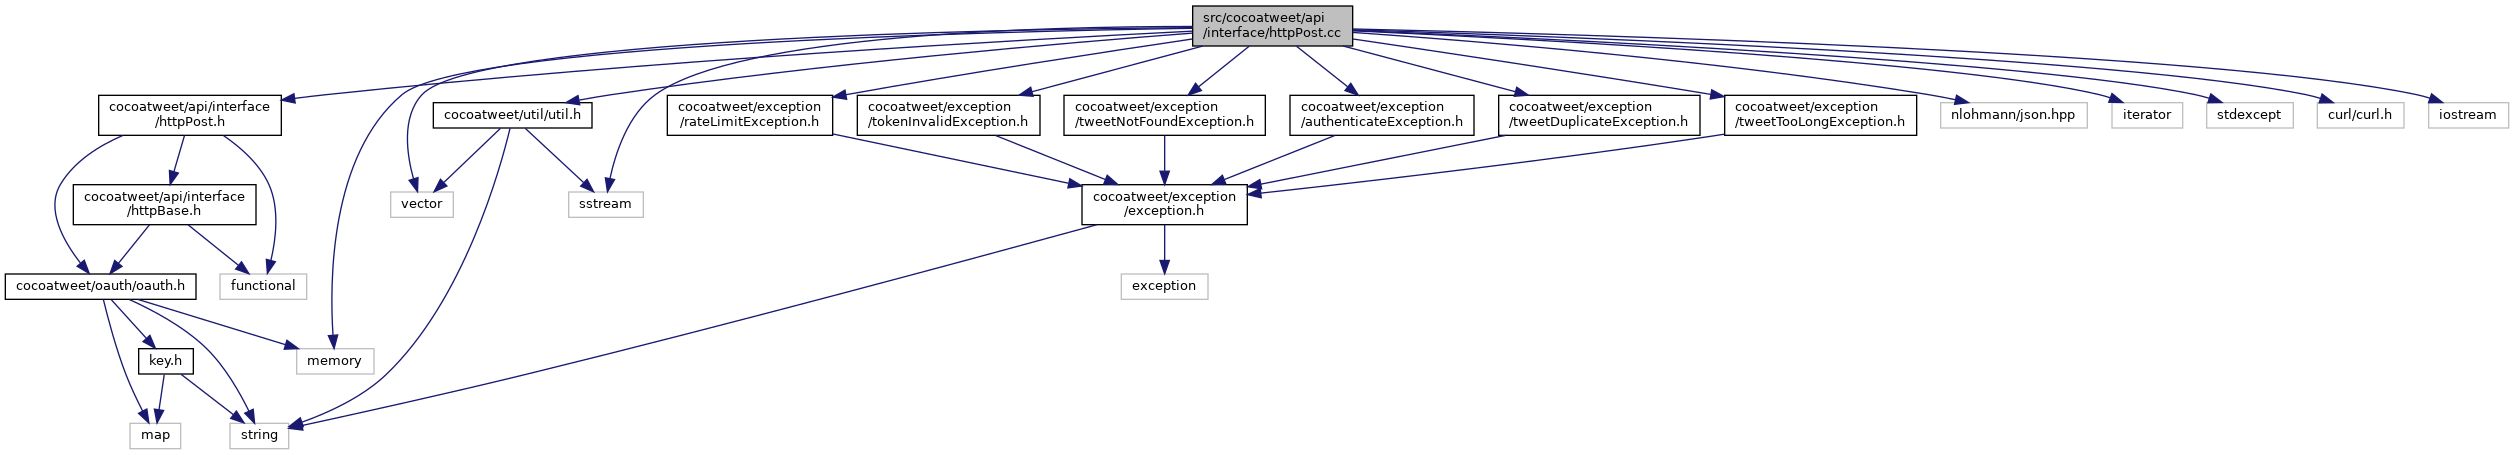 src/cocoatweet/api
/interface/httpPost.cc
cocoatweet/api/interface
/httpPost.h
cocoatweet/util/util.h
cocoatweet/exception
/rateLimitException.h
cocoatweet/exception
/tokenInvalidException.h
cocoatweet/exception
/tweetNotFoundException.h
cocoatweet/exception
/authenticateException.h
cocoatweet/exception
/tweetDuplicateException.h
cocoatweet/exception
/tweetTooLongException.h
nlohmann/json.hpp
iterator
stdexcept
curl/curl.h
iostream
cocoatweet/api/interface
/httpBase.h
vector
sstream
cocoatweet/exception
/exception.h
cocoatweet/oauth/oauth.h
functional
exception
key.h
memory
map
string